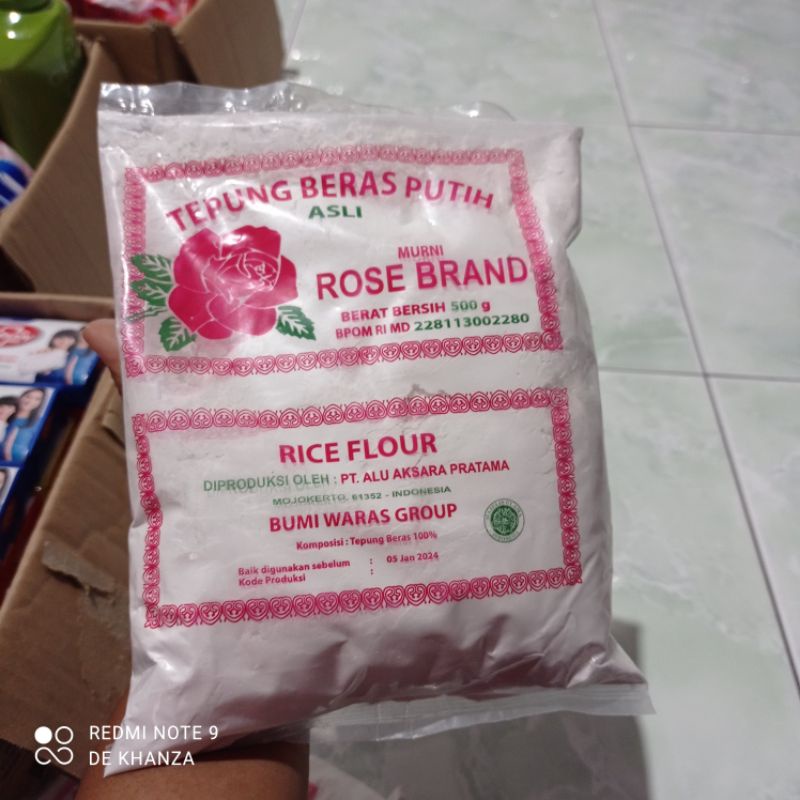 TEPUNG BERAS PUTIH
ASLI
MURNI
ROSE BRAND
BERAT BERSIH 500 g
BPOM RI MD 228113002280
RICE FLOUR
DIPRODUKSI OLEH : PT. ALU AKSARA PRATAMA
MOJOKERTO, 61352 - INDONESIA
BUMI WARAS GROUP
Komposisi : Tepung Beras 100%
Baik digunakan sebelum : 05 Jan 2024
Kode Produksi :
REDMI NOTE 9
DE KHANZA